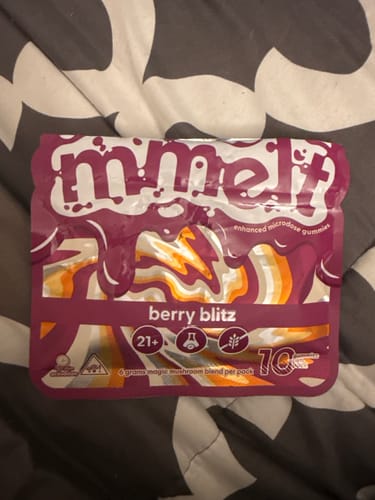 mmelt
enhanced microdose gummies
berry blitz
21+
6 grams magic mushroom blend per pack
10